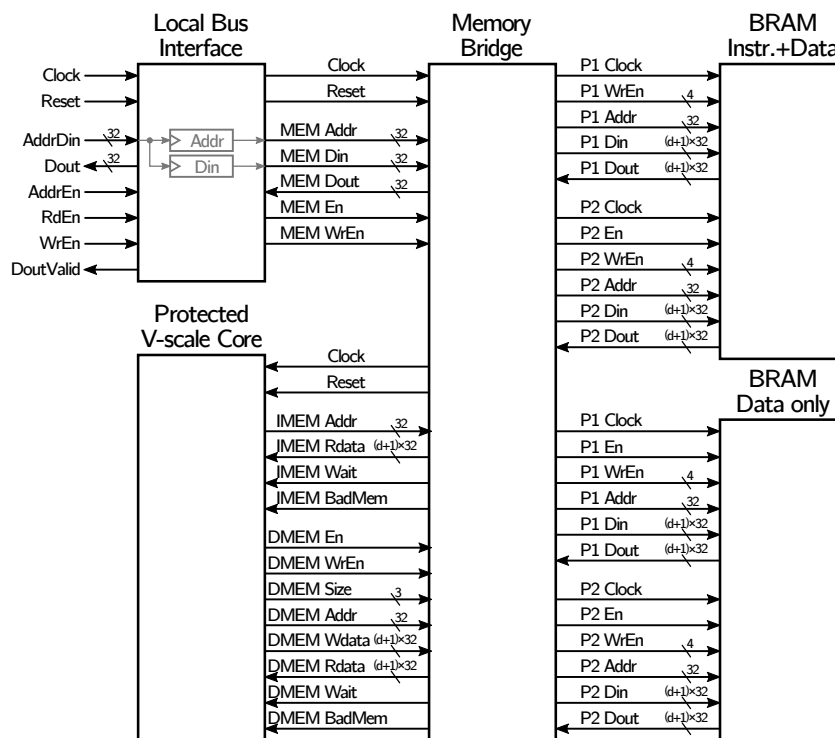 Local Bus
Interface
Memory
Bridge
BRAM
Instr.+Data
Clock
Reset
AddrDin 32
Dout 32
AddrEn
RdEn
WrEn
DoutValid
Addr
Din
Clock
Reset
MEM Addr 32
MEM Din 32
MEM Dout 32
MEM En
MEM WrEn
P1 Clock
P1 WrEn 4
P1 Addr 32
P1 Din (d+1)×32
P1 Dout (d+1)×32
P2 Clock
P2 En
P2 WrEn 4
P2 Addr 32
P2 Din (d+1)×32
P2 Dout (d+1)×32
Protected
V-scale Core
Clock
Reset
IMEM Addr 32
IMEM Rdata (d+1)×32
IMEM Wait
IMEM BadMem
DMEM En
DMEM WrEn
DMEM Size 3
DMEM Addr 32
DMEM Wdata (d+1)×32
DMEM Rdata (d+1)×32
DMEM Wait
DMEM BadMem
BRAM
Data only
P1 Clock
P1 En
P1 WrEn 4
P1 Addr 32
P1 Din (d+1)×32
P1 Dout (d+1)×32
P2 Clock
P2 En
P2 WrEn 4
P2 Addr 32
P2 Din (d+1)×32
P2 Dout (d+1)×32